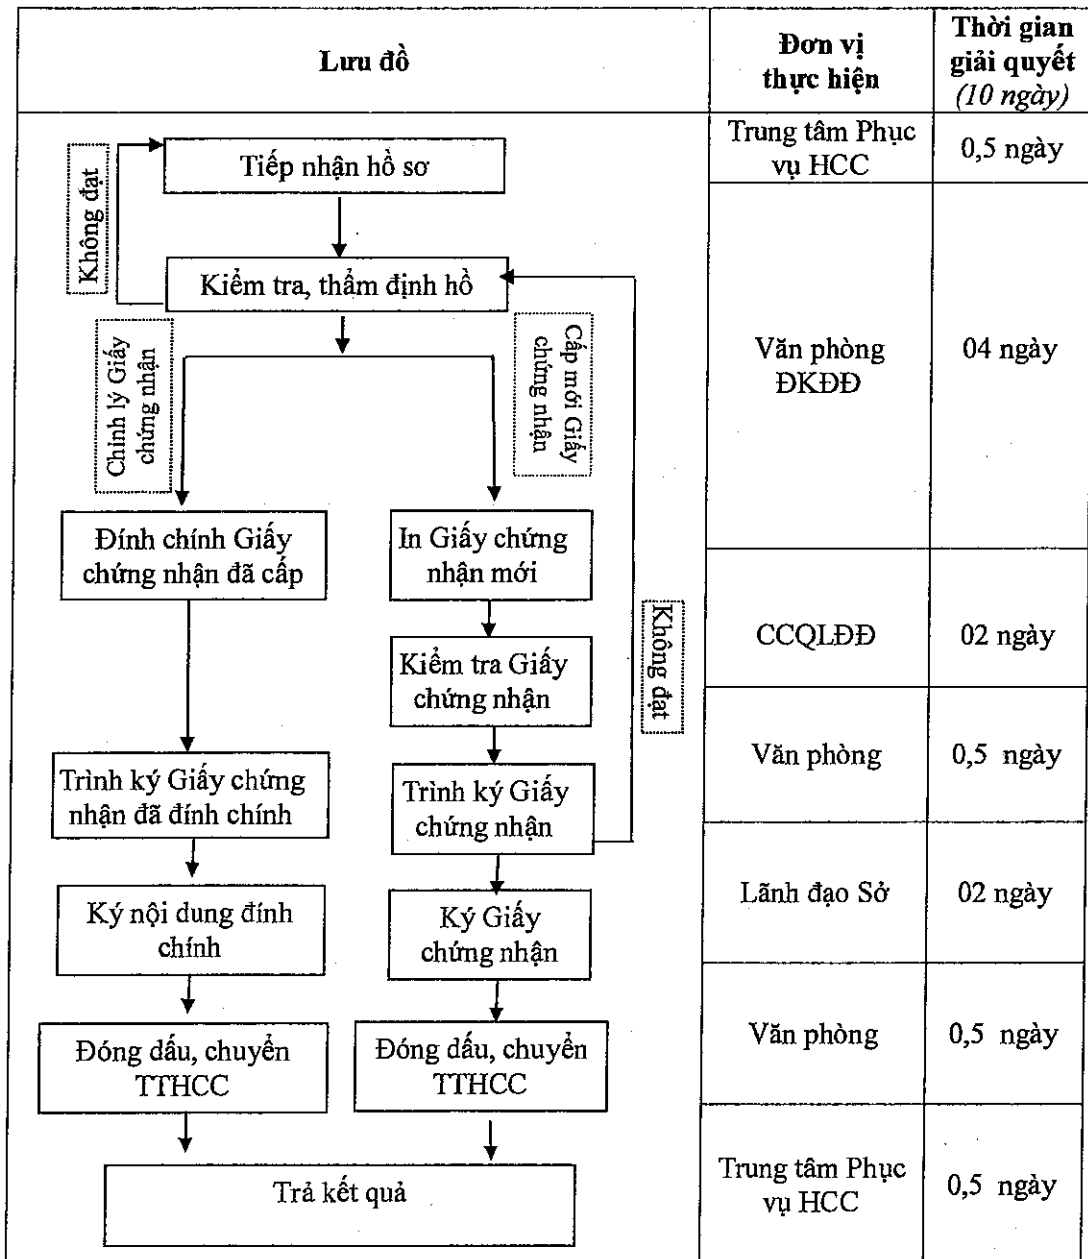 Lưu đồ
Đơn vị
thực hiện
Thời gian
giải quyết
(10 ngày)
Tiếp nhận hồ sơ
Không đạt
Trung tâm Phục
vụ HCC
0,5 ngày
Kiểm tra, thẩm định hồ
Chỉnh lý Giấy
chứng nhận
Cấp mới Giấy
chứng nhận
Văn phòng
ĐKĐĐ
04 ngày
Đính chính Giấy
chứng nhận đã cấp
In Giấy chứng
nhận mới
Không đạt
CCQLĐĐ
02 ngày
Kiểm tra Giấy
chứng nhận
Trình ký Giấy chứng
nhận đã đính chính
Trình ký Giấy
chứng nhận
Văn phòng
0,5 ngày
Ký nội dung đính
chính
Ký Giấy
chứng nhận
Lãnh đạo Sở
02 ngày
Đóng dấu, chuyển
TTHCC
Đóng dấu, chuyển
TTHCC
Văn phòng
0,5 ngày
Trả kết quả
Trung tâm Phục
vụ HCC
0,5 ngày